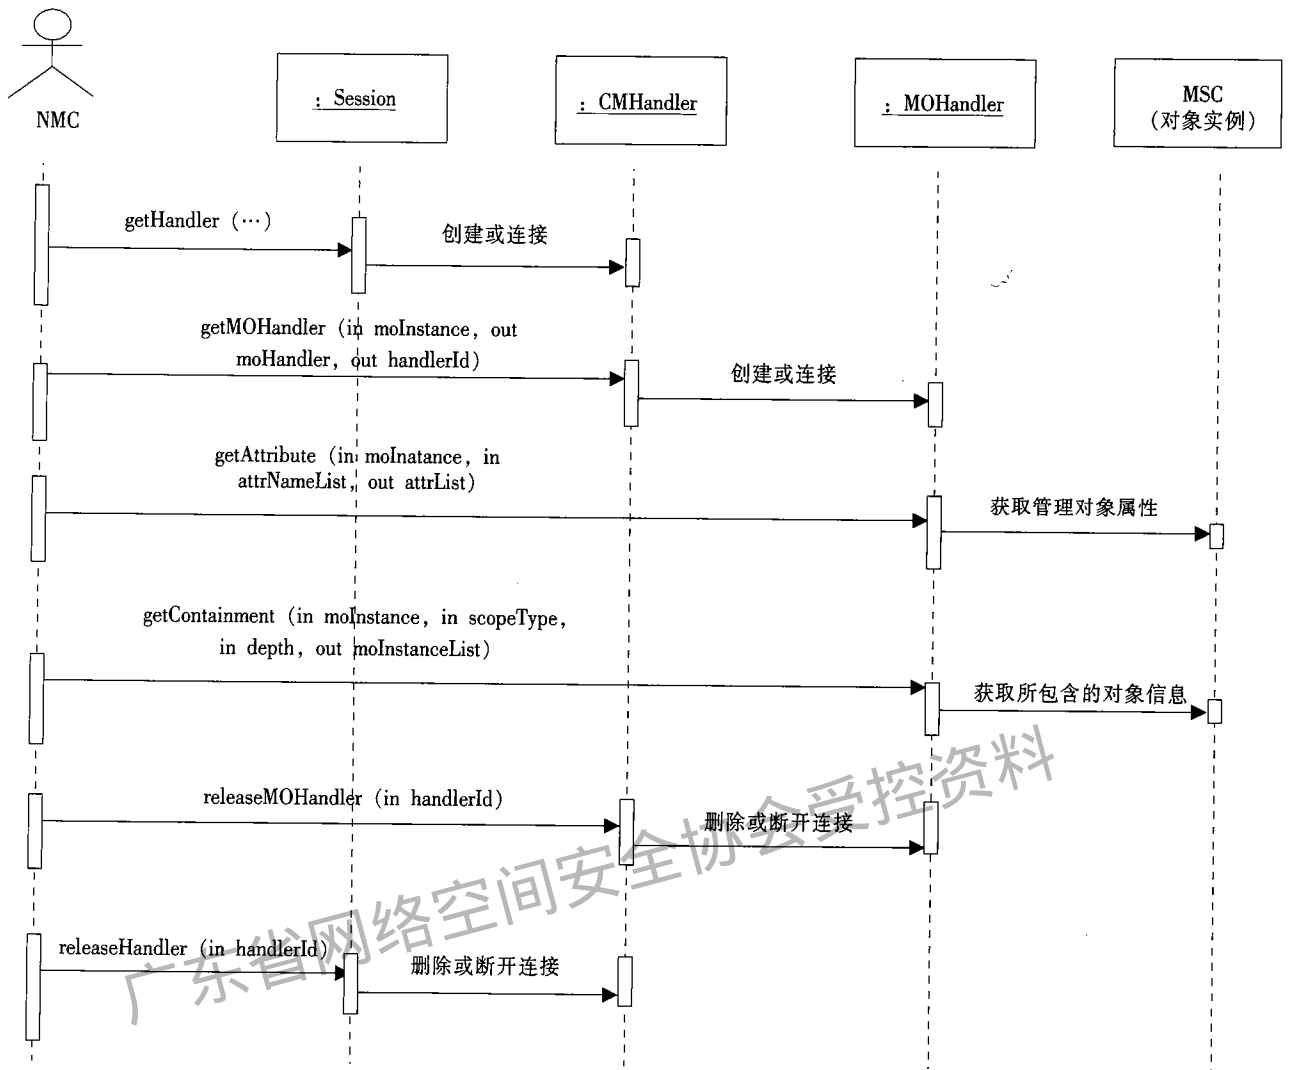 NMC
: Session
: CMHandler
: MOHandler
MSC
(对象实例)
getHandler (…)
创建或连接
getMOHandler (in moInstance, out
moHandler, out handlerId)
创建或连接
getAttribute (in moInatance, in
attrNameList, out attrList)
获取管理对象属性
getContainment (in moInstance, in scopeType,
in depth, out moInstanceList)
获取所包含的对象信息
releaseMOHandler (in handlerId)
删除或断开连接
releaseHandler (in handlerId)
删除或断开连接
广东省网络空间安全协会受控资料